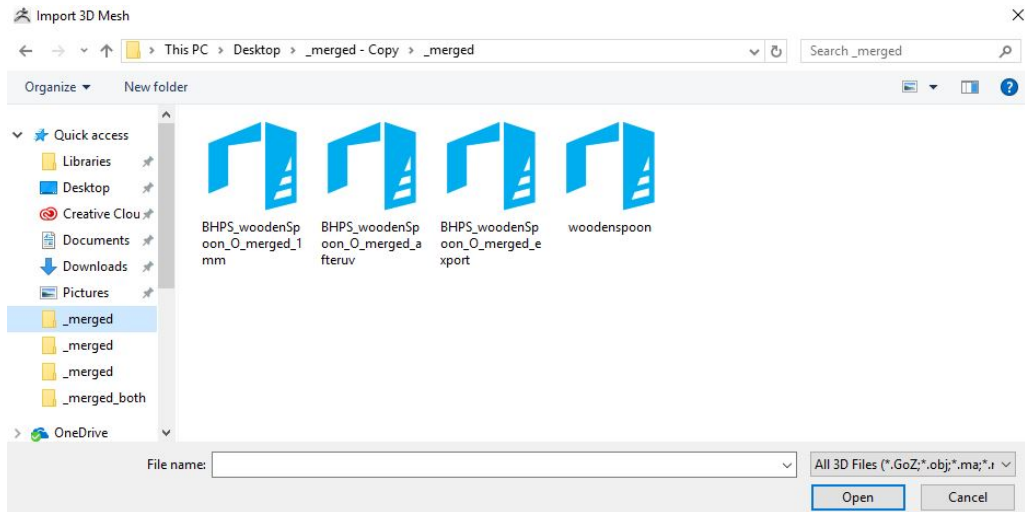 Import 3D Mesh
This PC > Desktop > _merged - Copy > _merged
Search _merged
Organize
New folder
Quick access
Libraries
Desktop
Creative Clou
Documents
Downloads
Pictures
_merged
_merged
_merged
_merged_both
OneDrive
BHPS_woodenSp
oon_O_merged_1
mm
BHPS_woodenSp
oon_O_merged_a
fteruv
BHPS_woodenSp
oon_O_merged_e
xport
woodenspoon
File name:
All 3D Files (*.GoZ;*.obj;*.ma;*.r
Open
Cancel